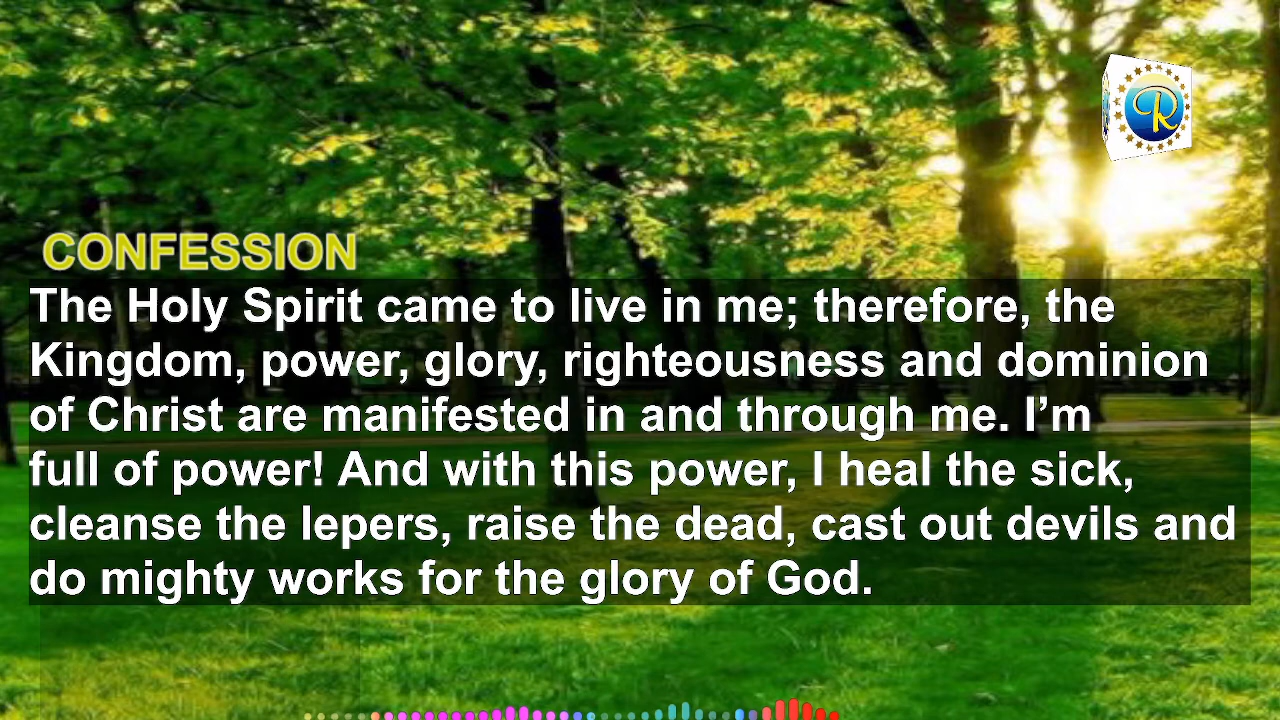 R
CONFESSION
The Holy Spirit came to live in me; therefore, the
Kingdom, power, glory, righteousness and dominion
of Christ are manifested in and through me. I’m
full of power! And with this power, I heal the sick,
cleanse the lepers, raise the dead, cast out devils and
do mighty works for the glory of God.